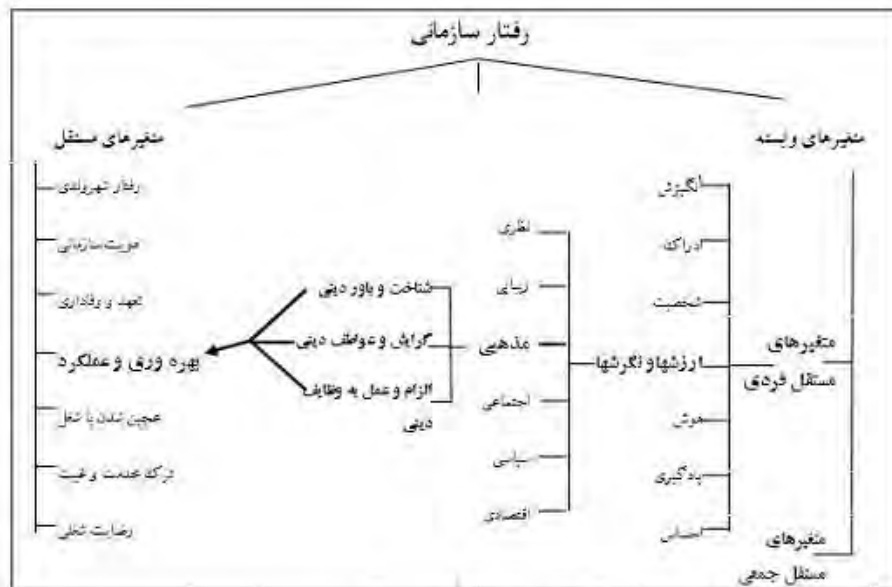 رفتار سازمانی
متغیرهای وابسته
متغیرهای مستقل
متغیرهای
مستقل فردی
متغیرهای
مستقل جمعی
انگیزش
ادراک
شخصیت
ارزشها و نگرشها
هوش
یادگیری
احساس
نظری
زیبایی
مذهبی
اجتماعی
سیاسی
اقتصادی
شناخت و باور دینی
گرایش و عواطف دینی
الزام و عمل به وظایف
دینی
رفتار شهروندی
هویت سازمانی
تعهد و وفاداری
بهره وری و عملکرد
عجین شدن با شغل
ترک خدمت و غیبت
رضایت شغلی